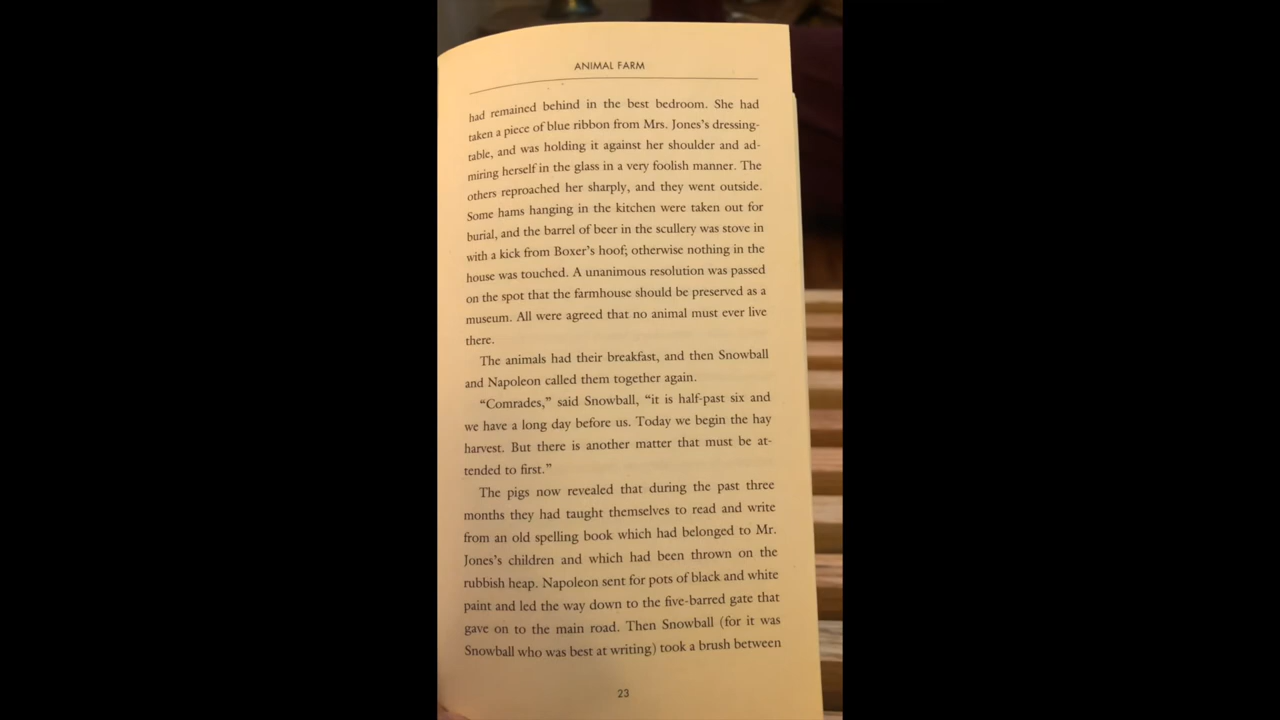 ANIMAL FARM
had remained behind in the best bedroom. She had
taken a piece of blue ribbon from Mrs. Jones's dressing-
table, and was holding it against her shoulder and ad-
miring herself in the glass in a very foolish manner. The
others reproached her sharply, and they went outside.
Some hams hanging in the kitchen were taken out for
burial, and the barrel of beer in the scullery was stove in
with a kick from Boxer's hoof; otherwise nothing in the
house was touched. A unanimous resolution was passed
on the spot that the farmhouse should be preserved as a
museum. All were agreed that no animal must ever live
there.
The animals had their breakfast, and then Snowball
and Napoleon called them together again.
“Comrades,” said Snowball, “it is half-past six and
we have a long day before us. Today we begin the hay
harvest. But there is another matter that must be at-
tended to first.”
The pigs now revealed that during the past three
months they had taught themselves to read and write
from an old spelling book which had belonged to Mr.
Jones's children and which had been thrown on the
rubbish heap. Napoleon sent for pots of black and white
paint and led the way down to the five-barred gate that
gave on to the main road. Then Snowball (for it was
Snowball who was best at writing) took a brush between
23